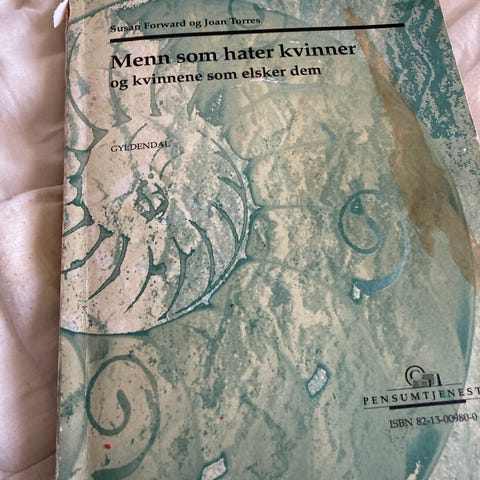 Susan Forward og Joan Torres
Menn som hater kvinner
og kvinnene som elsker dem
GYLDENDAL
PENSUMTJENEST
ISBN 82-13-00980-0